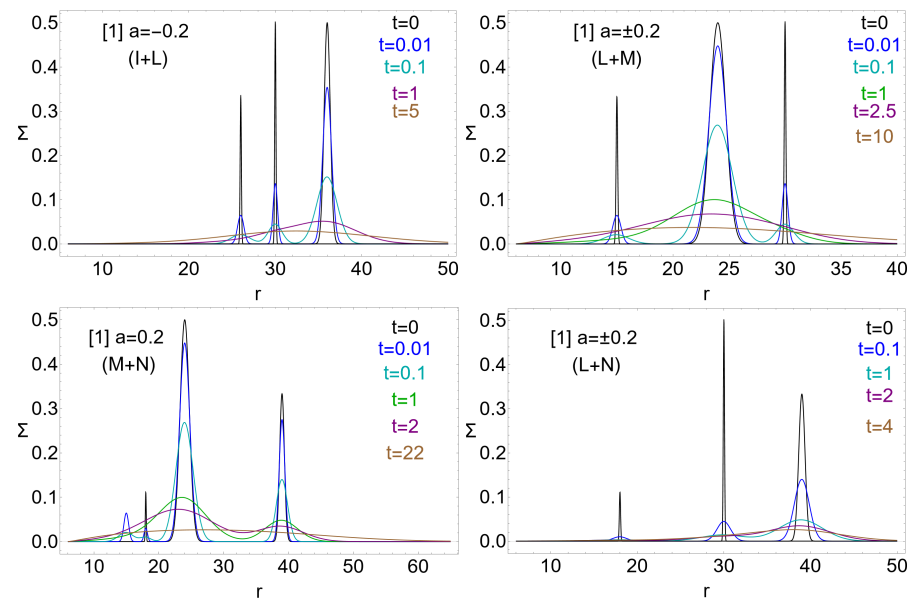 [1] a=−0.2
(I+L)
t=0
t=0.01
t=0.1
t=1
t=5
0.5
0.4
0.3
0.2
0.1
0.0
Σ
10
20
30
40
50
r
[1] a=±0.2
(L+M)
t=0
t=0.01
t=0.1
t=1
t=2.5
t=10
0.5
0.4
0.3
0.2
0.1
0.0
Σ
10
15
20
25
30
35
40
r
[1] a=0.2
(M+N)
t=0
t=0.01
t=0.1
t=1
t=2
t=22
0.5
0.4
0.3
0.2
0.1
0.0
Σ
10
20
30
40
50
60
r
[1] a=±0.2
(L+N)
t=0
t=0.1
t=1
t=2
t=4
0.5
0.4
0.3
0.2
0.1
0.0
Σ
10
20
30
40
50
r